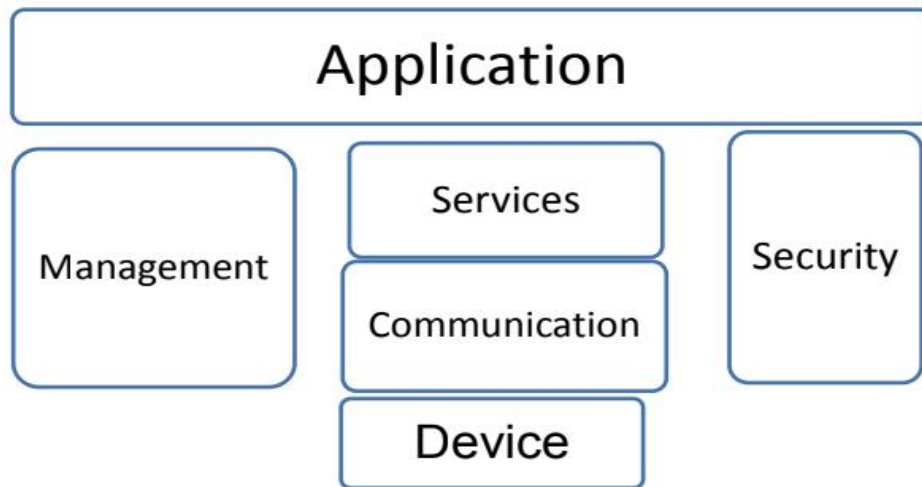 Application
Management
Services
Communication
Device
Security